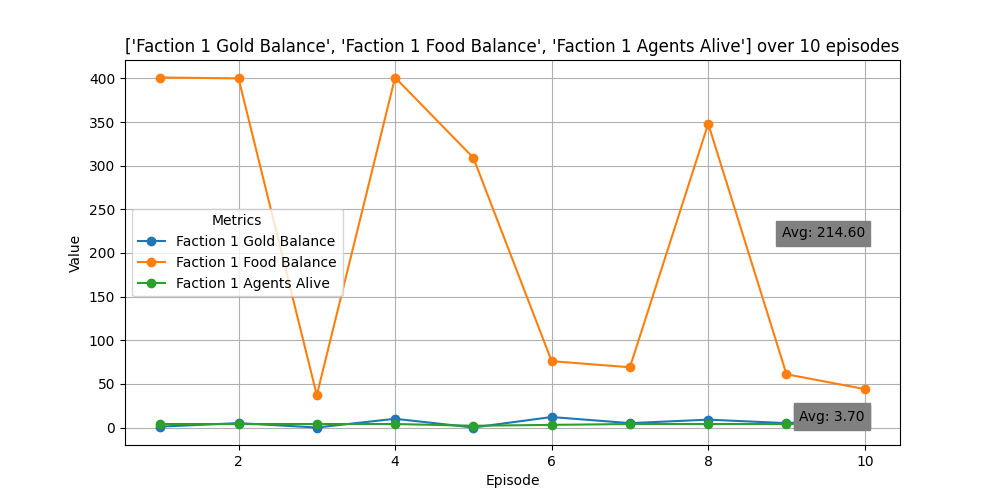 ['Faction 1 Gold Balance', 'Faction 1 Food Balance', 'Faction 1 Agents Alive'] over 10 episodes
400
350
300
250
200
150
100
50
0
Value
Metrics
Faction 1 Gold Balance
Faction 1 Food Balance
Faction 1 Agents Alive
Avg: 214.60
Avg: 3.70
2
4
6
8
10
Episode